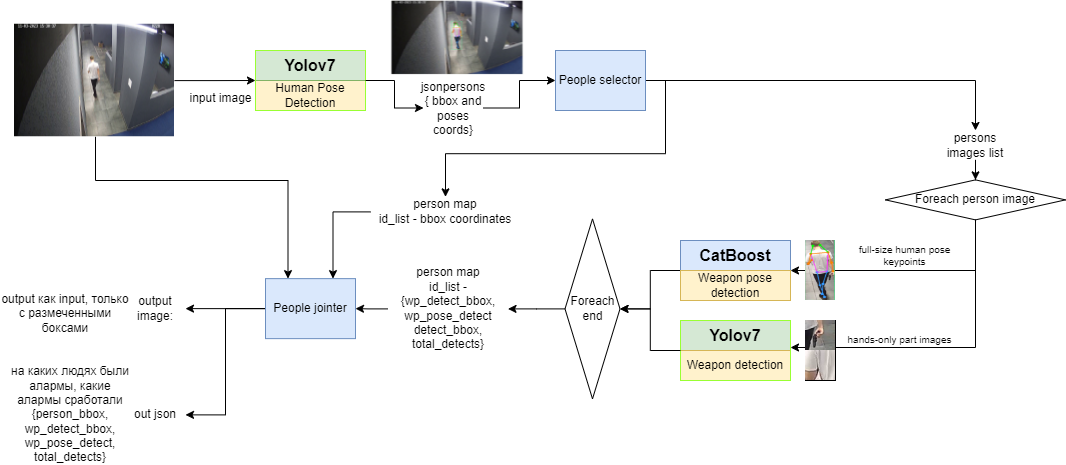 input image
Yolov7
Human Pose
Detection
jsonpersons
{ bbox and
poses
coords}
People selector
persons
images list
Foreach person image
person map
id_list - bbox coordinates
full-size human pose
keypoints
CatBoost
Weapon pose
detection
hands-only part images
Yolov7
Weapon detection
Foreach
end
person map
id_list -
{wp_detect_bbox,
wp_pose_detect
detect_bbox,
total_detects}
People jointer
output
image:
output как input, только
с размеченными
боксами
out json
на каких людях были
алармы, какие
алармы сработали
{person_bbox,
wp_detect_bbox,
wp_pose_detect,
total_detects}